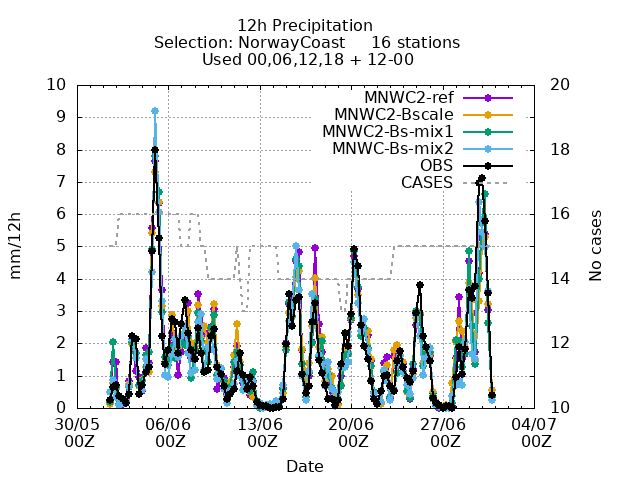 12h Precipitation
Selection: NorwayCoast 16 stations
Used 00,06,12,18 + 12-00
MNWC2-ref
MNWC2-Bscale
MNWC2-Bs-mix1
MNWC-Bs-mix2
OBS
CASES
mm/12h
10
9
8
7
6
5
4
3
2
1
0
No cases
20
18
16
14
12
10
30/05 06/06 13/06 20/06 27/06 04/07
00Z 00Z 00Z 00Z 00Z 00Z
Date